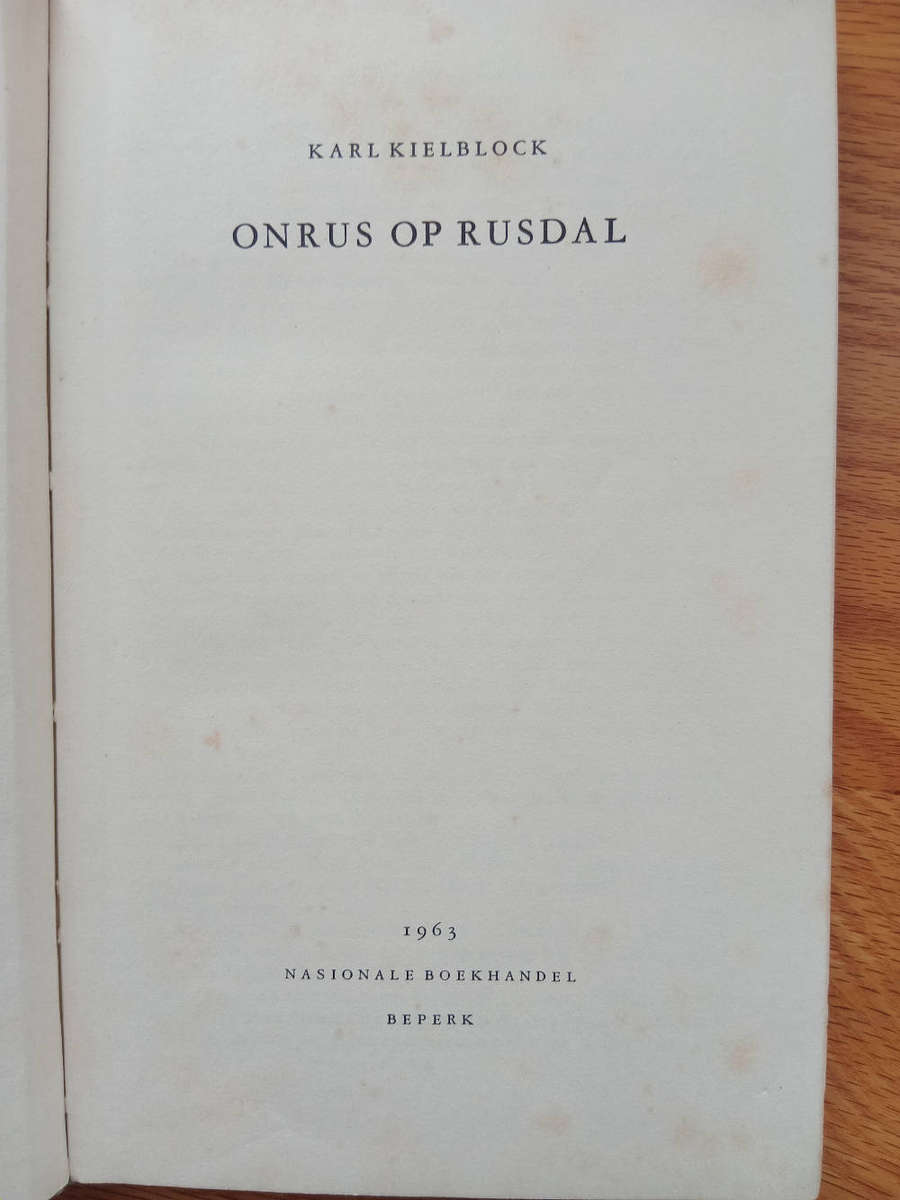 KARL KIELBLOCK
ONRUS OP RUSDAL
1963
NASIONALE BOEKHANDEL
BEPERK